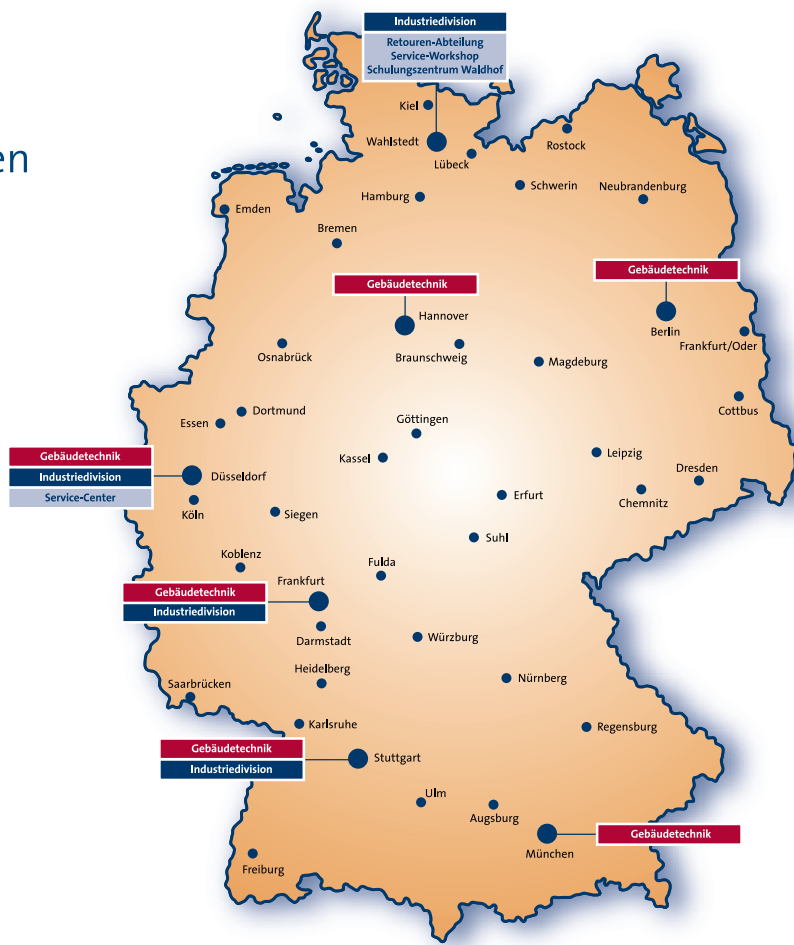 Industriedivision
Retouren-Abteilung
Service-Workshop
Schulungszentrum Waldhof
Kiel
Wahlstedt
Lübeck
Rostock
en
Hamburg
Schwerin
Neubrandenburg
Emden
Bremen
Gebäudetechnik
Gebäudetechnik
Hannover
Berlin
Frankfurt/Oder
Osnabrück
Braunschweig
Magdeburg
Cottbus
Dortmund
Essen
Göttingen
Kassel
Leipzig
Dresden
Gebäudetechnik
Industriedivision
Service-Center
Düsseldorf
Köln
Siegen
Erfurt
Chemnitz
Suhl
Koblenz
Fulda
Frankfurt
Gebäudetechnik
Industriedivision
Darmstadt
Würzburg
Heidelberg
Nürnberg
Saarbrücken
Karlsruhe
Regensburg
Gebäudetechnik
Industriedivision
Stuttgart
Ulm
Augsburg
Gebäudetechnik
München
Freiburg